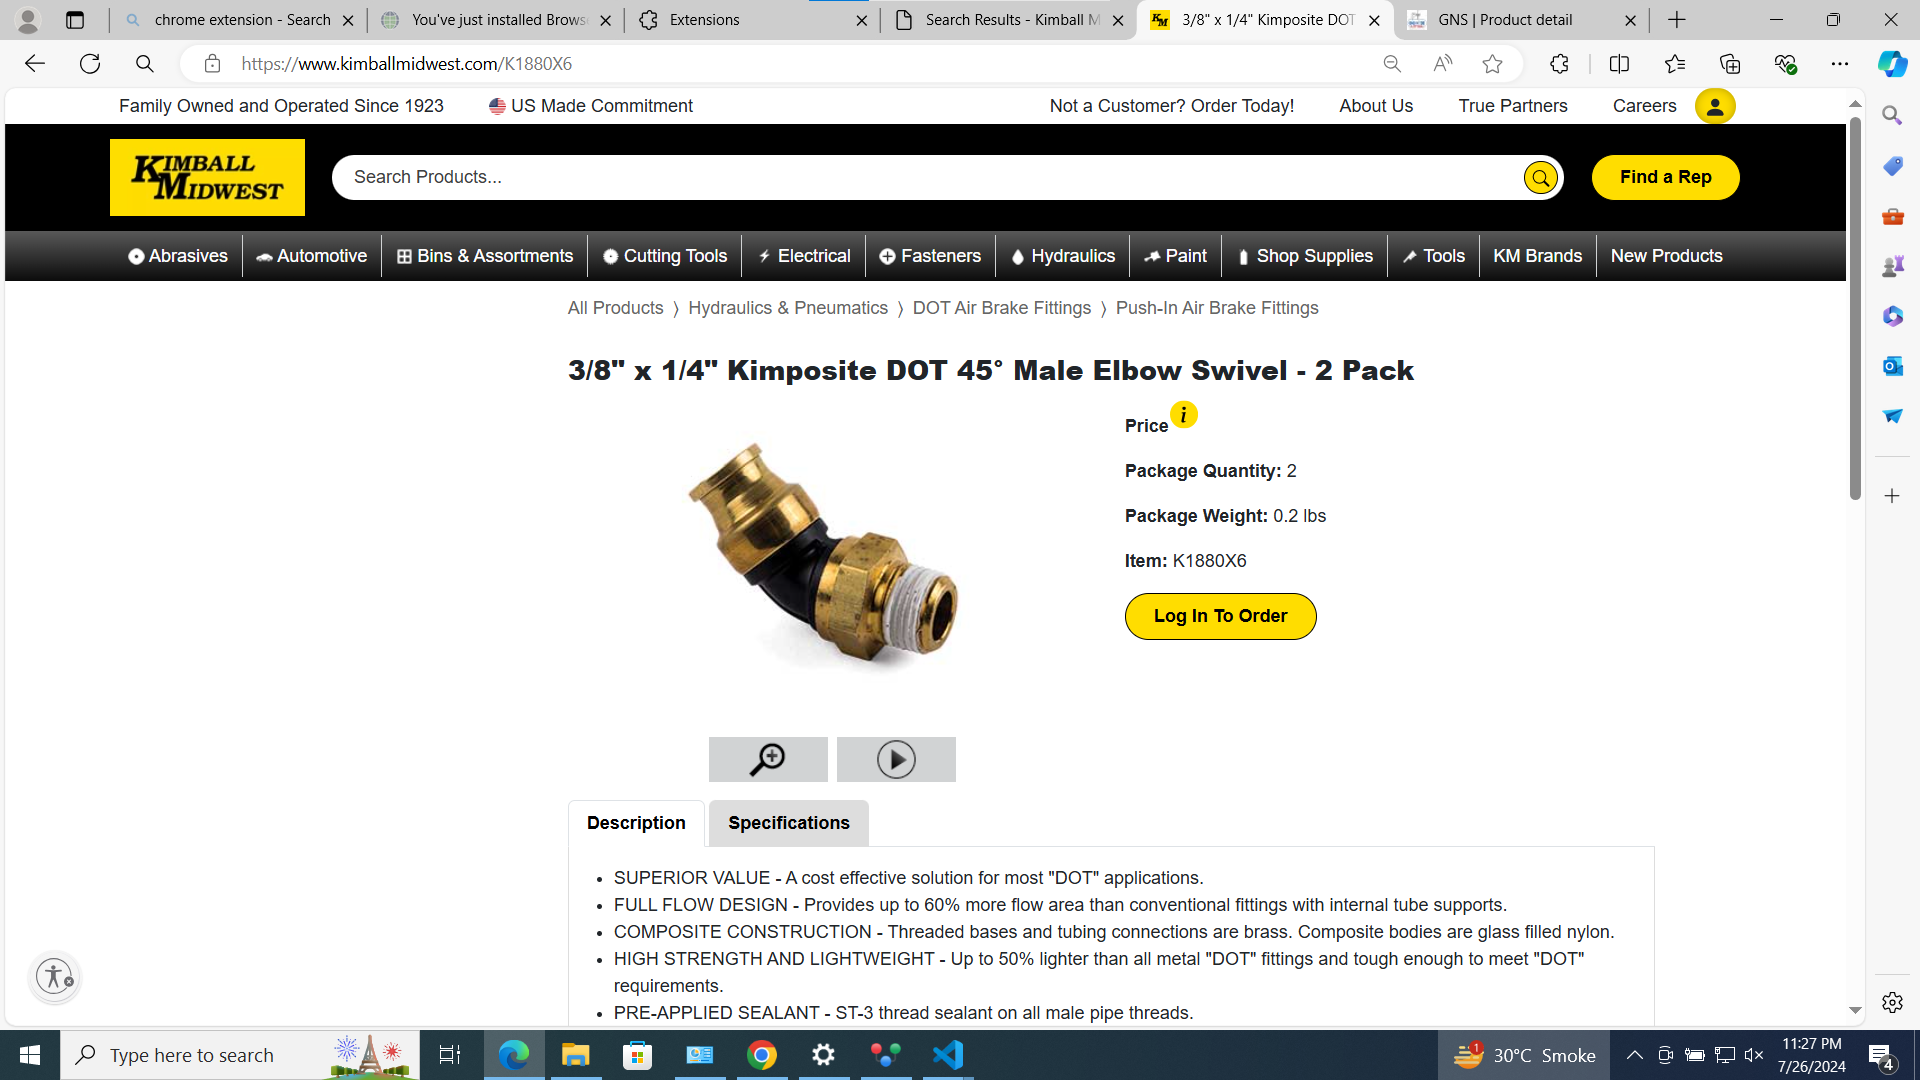 chrome extension - Search
You've just installed Browse
Extensions
Search Results - Kimball M
3/8" x 1/4" Kimposite DOT
GNS | Product detail
https://www.kimballmidwest.com/K1880X6
Family Owned and Operated Since 1923
US Made Commitment
Not a Customer? Order Today!
About Us
True Partners
Careers
KIMBALL
MIDWEST
Search Products...
Find a Rep
Abrasives
Automotive
Bins & Assortments
Cutting Tools
Electrical
Fasteners
Hydraulics
Paint
Shop Supplies
Tools
KM Brands
New Products
All Products 〉 Hydraulics & Pneumatics 〉 DOT Air Brake Fittings 〉 Push-In Air Brake Fittings
3/8" x 1/4" Kimposite DOT 45° Male Elbow Swivel - 2 Pack
Price i
Package Quantity: 2
Package Weight: 0.2 lbs
Item: K1880X6
Log In To Order
Description
Specifications
• SUPERIOR VALUE - A cost effective solution for most "DOT" applications.
• FULL FLOW DESIGN - Provides up to 60% more flow area than conventional fittings with internal tube supports.
• COMPOSITE CONSTRUCTION - Threaded bases and tubing connections are brass. Composite bodies are glass filled nylon.
• HIGH STRENGTH AND LIGHTWEIGHT - Up to 50% lighter than all metal "DOT" fittings and tough enough to meet "DOT"
requirements.
• PRE-APPLIED SEALANT - ST-3 thread sealant on all male pipe threads.
Type here to search
1
30°C Smoke
11:27 PM
7/26/2024
4